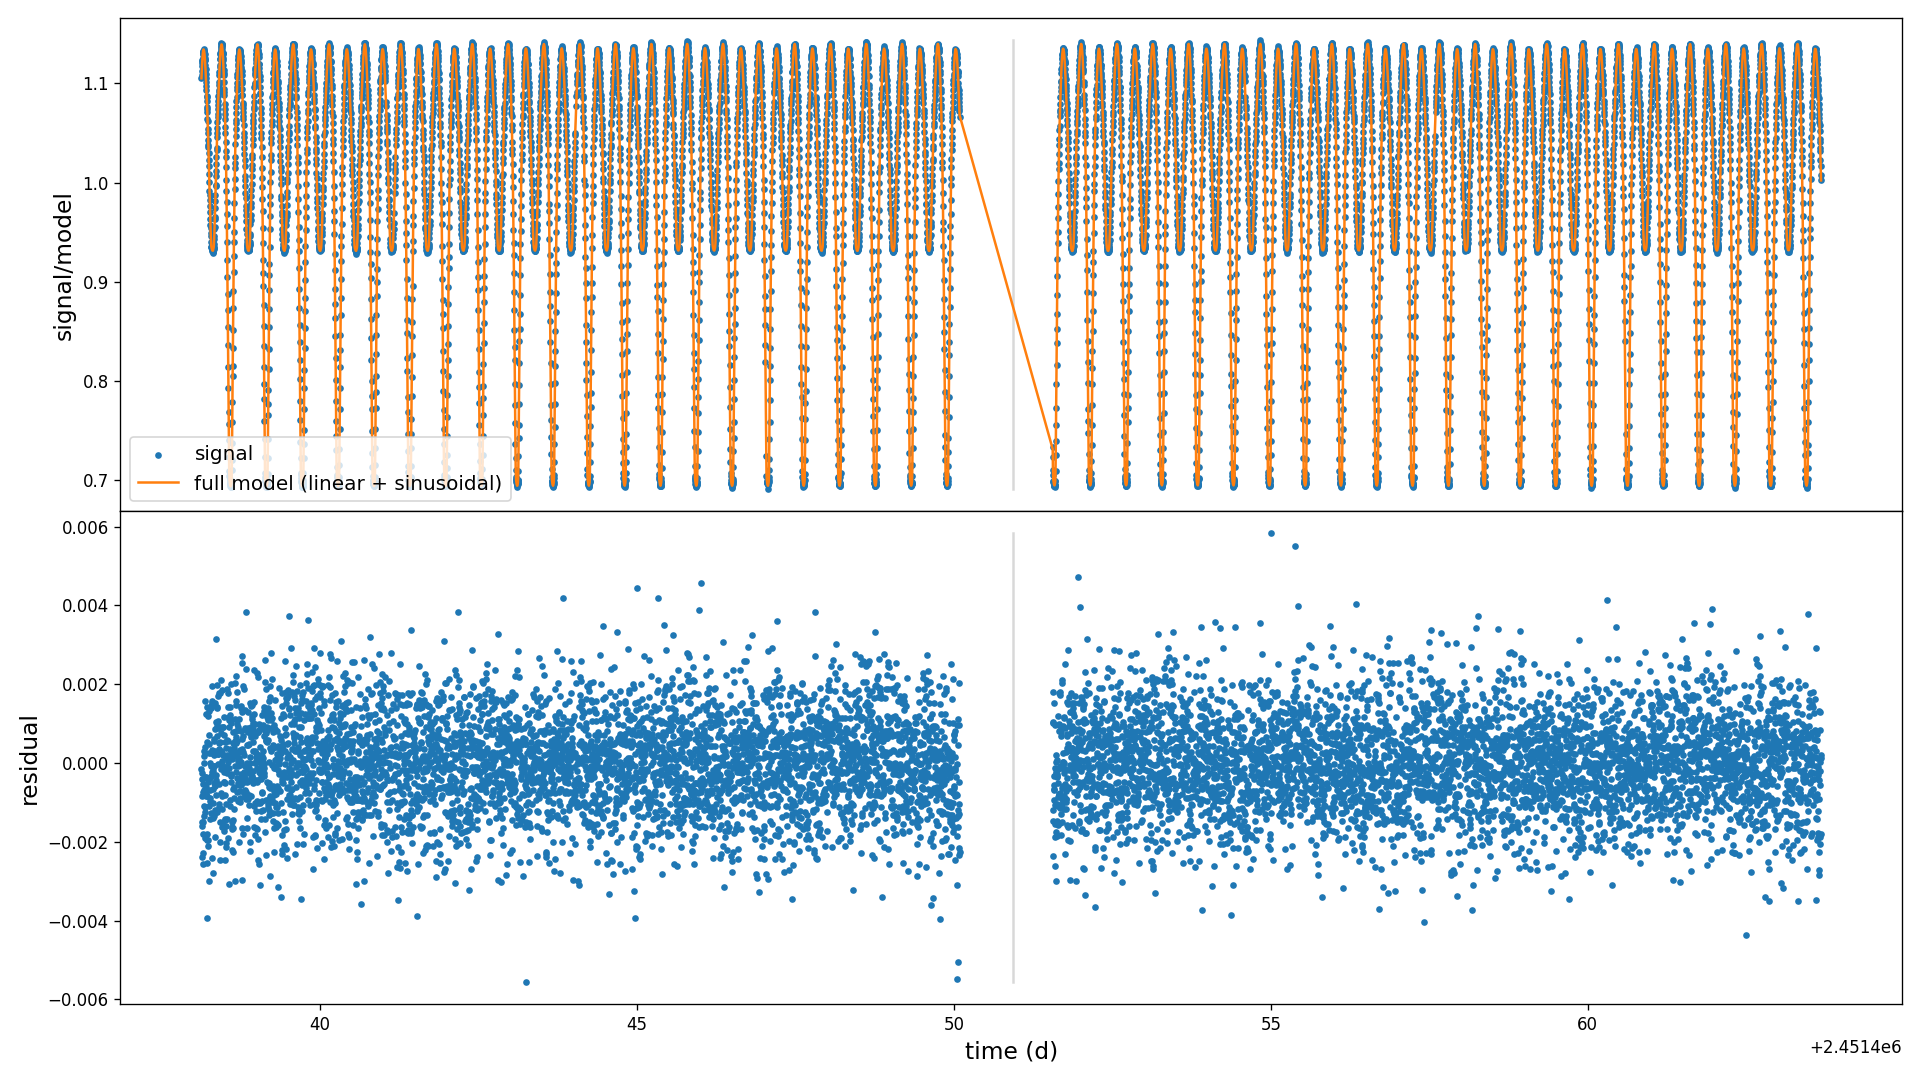 signal/model
1.1
1.0
0.9
0.8
0.7
signal
full model (linear + sinusoidal)
residual
0.006
0.004
0.002
0.000
−0.002
−0.004
−0.006
40
45
50
55
60
time (d)
+2.4514e6